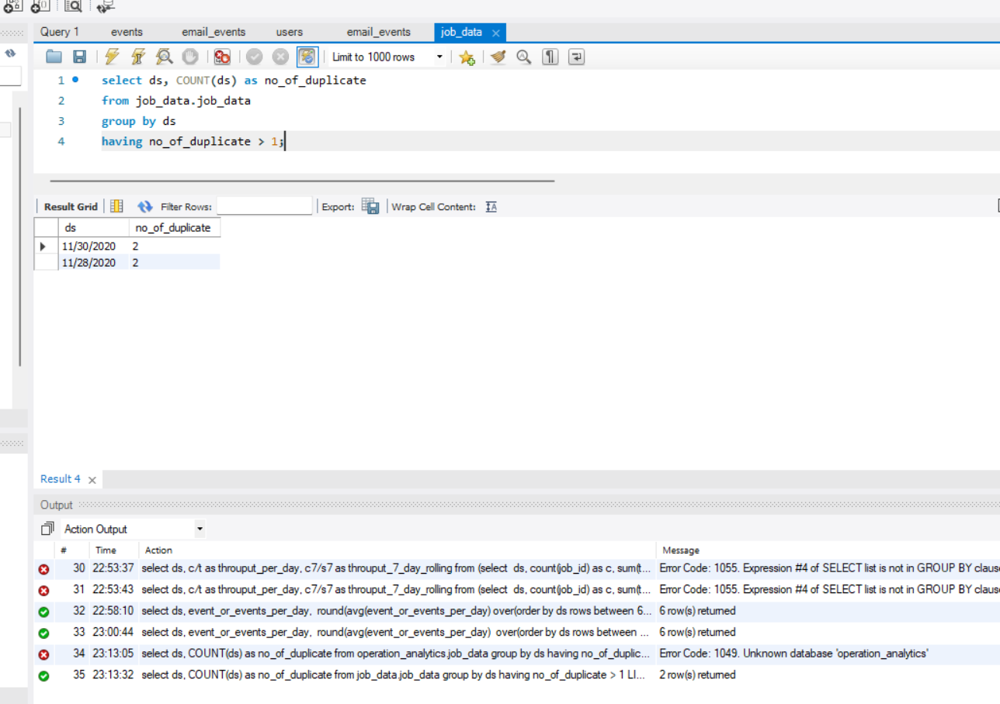 Query 1 events email_events users email_events job_data
Limit to 1000 rows
1 select ds, COUNT(ds) as no_of_duplicate
2 from job_data.job_data
3 group by ds
4 having no_of_duplicate > 1;
Result Grid Filter Rows: Export: Wrap Cell Content:
ds no_of_duplicate
11/30/2020 2
11/28/2020 2
Result 4
Output
Action Output
# Time Action Message
30 22:53:37 select ds, c/t as throuput_per_day, c7/s7 as throuput_7_day_rolling from (select ds, count(job_id) as c, sum(t... Error Code: 1055. Expression #4 of SELECT list is not in GROUP BY clause
31 22:53:43 select ds, c/t as throuput_per_day, c7/s7 as throuput_7_day_rolling from (select ds, count(job_id) as c, sum(t... Error Code: 1055. Expression #4 of SELECT list is not in GROUP BY clause
32 22:58:10 select ds, event_or_events_per_day, round(avg(event_or_events_per_day) over(order by ds rows between 6... 6 row(s) returned
33 23:00:44 select ds, event_or_events_per_day, round(avg(event_or_events_per_day) over(order by ds rows between ... 6 row(s) returned
34 23:13:05 select ds, COUNT(ds) as no_of_duplicate from operation_analytics.job_data group by ds having no_of_duplic... Error Code: 1049. Unknown database 'operation_analytics'
35 23:13:32 select ds, COUNT(ds) as no_of_duplicate from job_data.job_data group by ds having no_of_duplicate > 1 LI... 2 row(s) returned